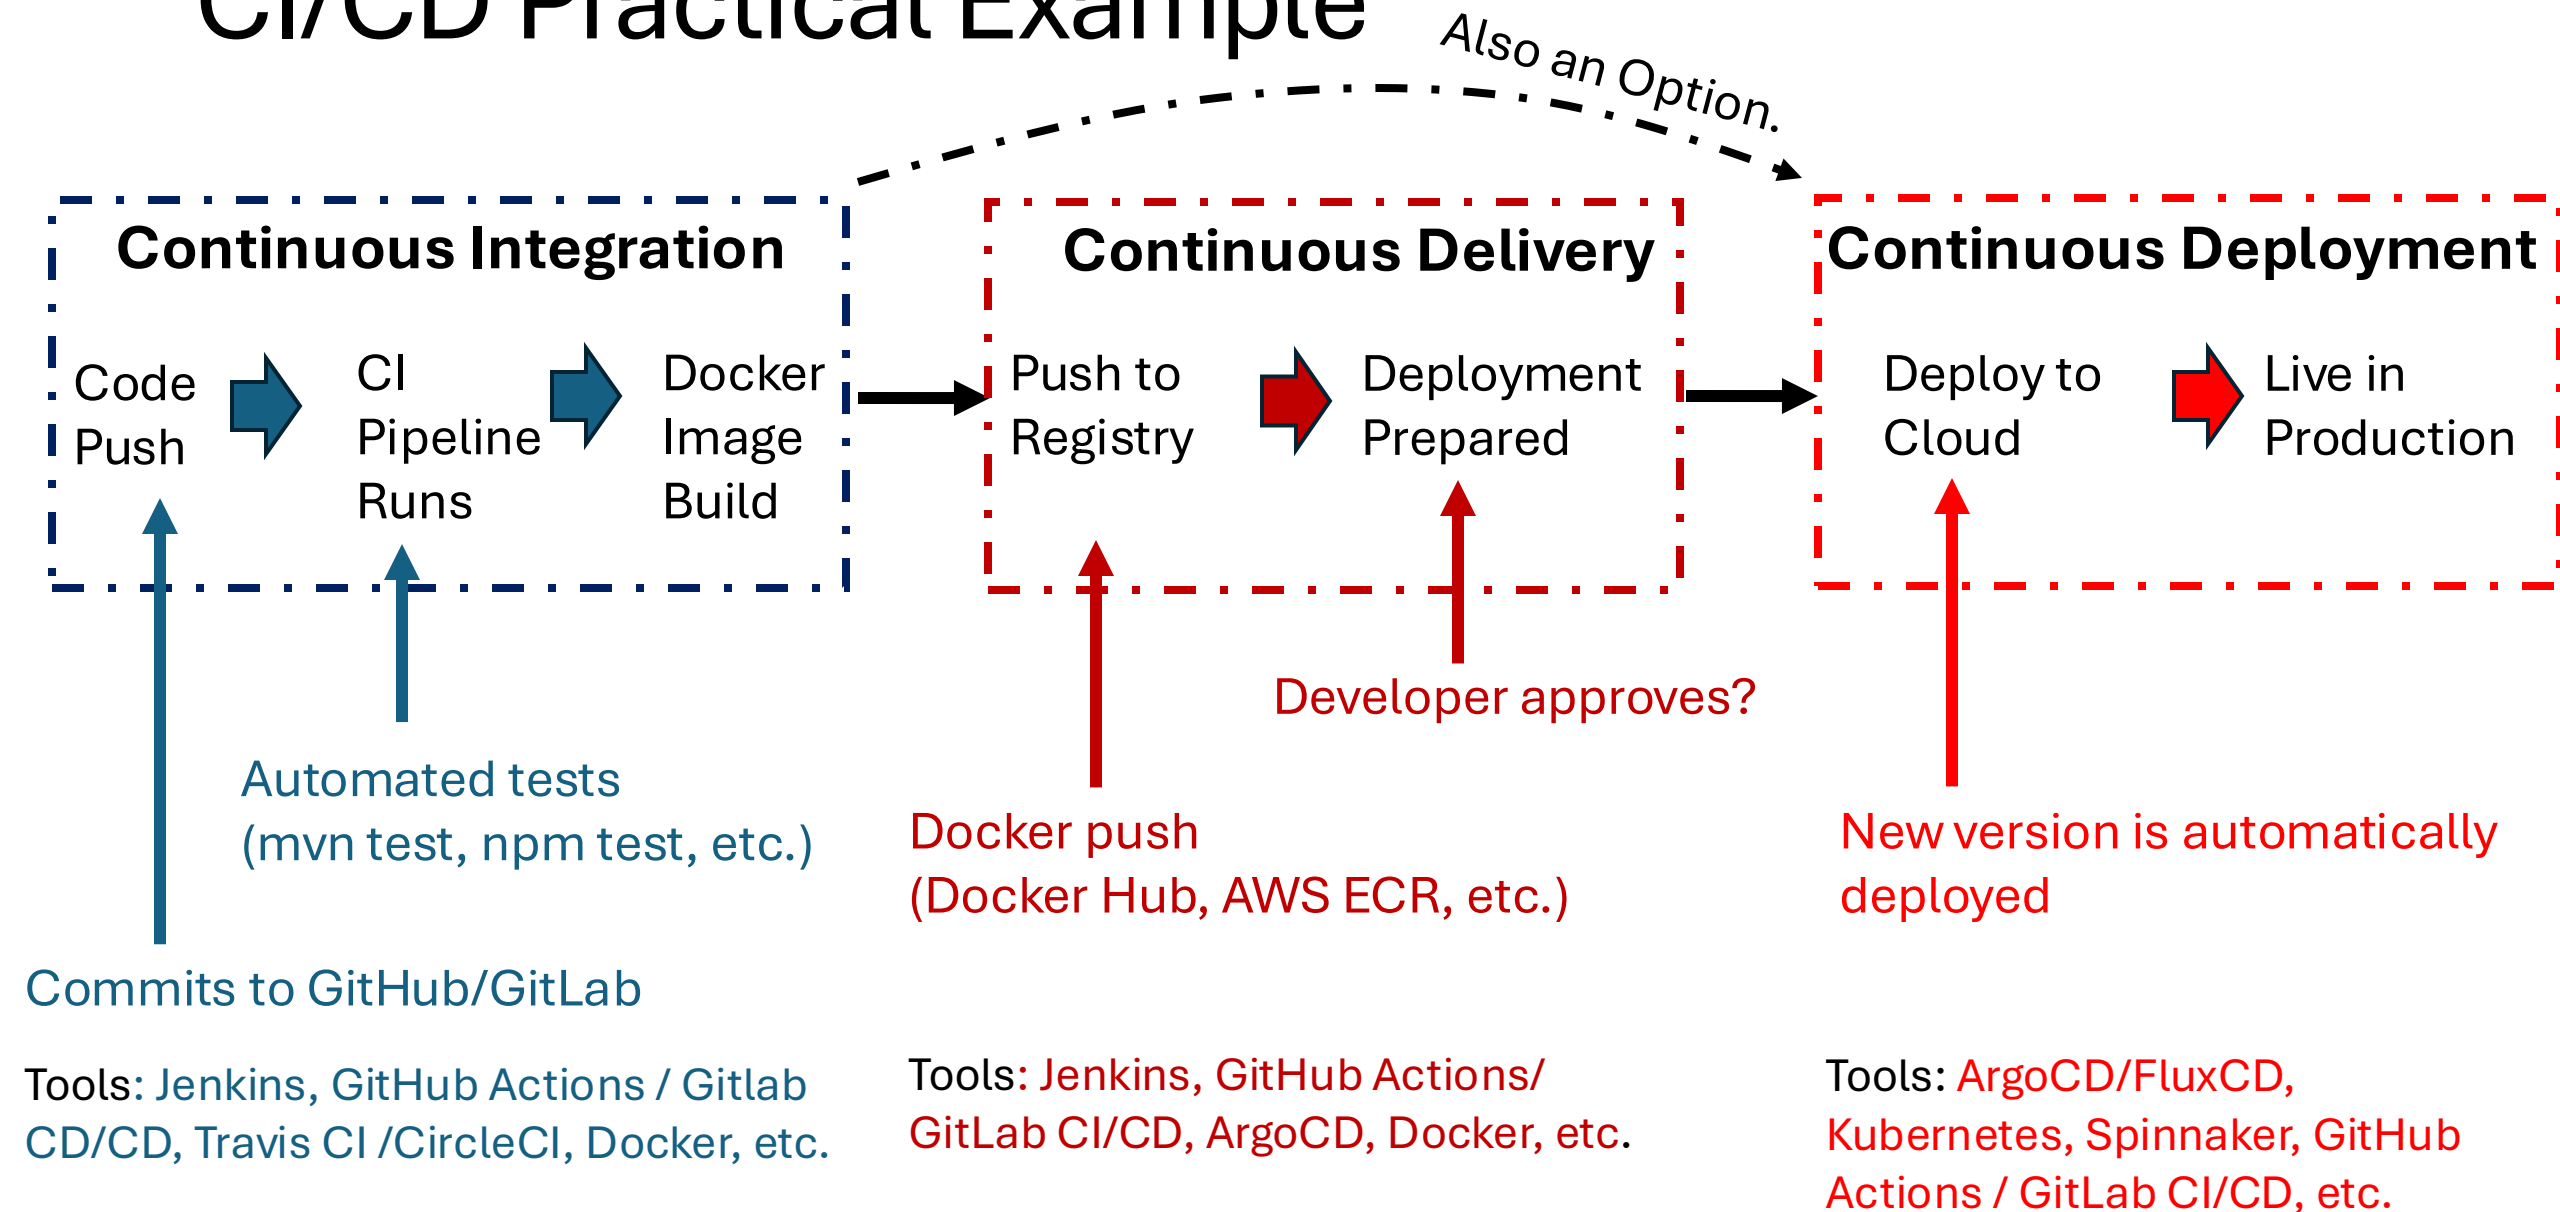 CI/CD Practical Example
Also an Option.
Continuous Integration
Code
Push
CI
Pipeline
Runs
Docker
Image
Build
Continuous Delivery
Push to
Registry
Deployment
Prepared
Continuous Deployment
Deploy to
Cloud
Live in
Production
Developer approves?
Automated tests
(mvn test, npm test, etc.)
Docker push
(Docker Hub, AWS ECR, etc.)
New version is automatically
deployed
Commits to GitHub/GitLab
Tools: Jenkins, GitHub Actions / Gitlab
CD/CD, Travis CI /CircleCI, Docker, etc.
Tools: Jenkins, GitHub Actions/
GitLab CI/CD, ArgoCD, Docker, etc.
Tools: ArgoCD/FluxCD,
Kubernetes, Spinnaker, GitHub
Actions / GitLab CI/CD, etc.